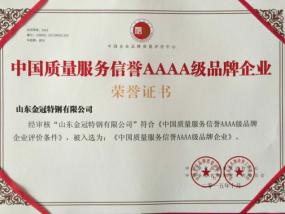 中国质量服务信誉AAAA级品牌企业
荣誉证书
山东金冠特钢有限公司
经审核“山东金冠特钢有限公司”符合《中国质量服务信誉AAAA级品牌
企业评价条件》，被入选为：《中国质量服务信誉AAAA级品牌企业》。